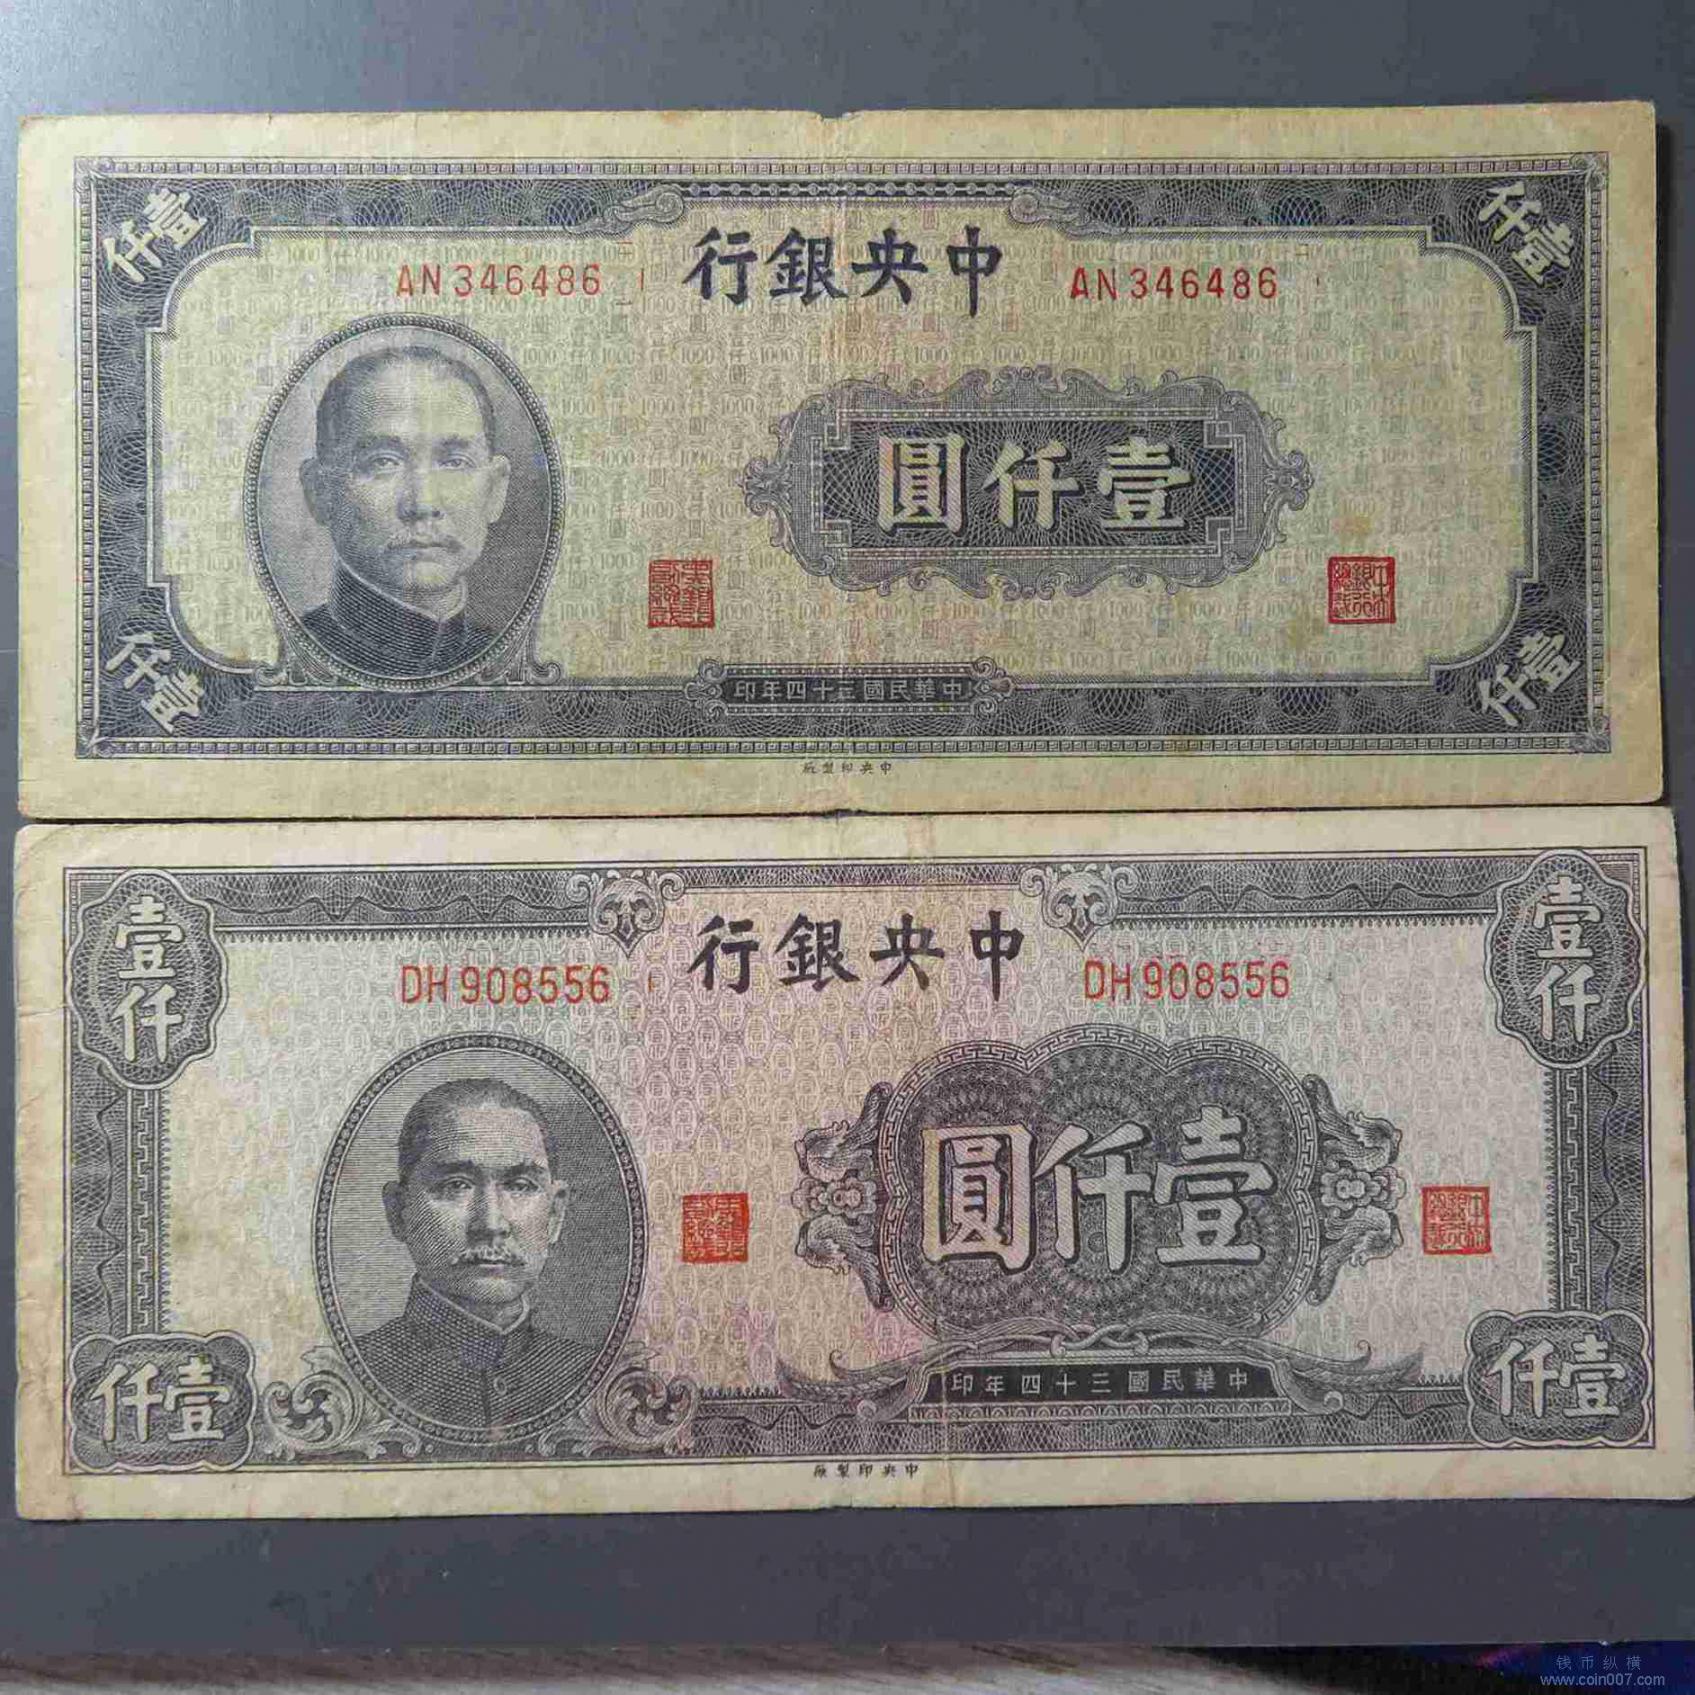 仟壹
仟壹
行銀央中
AN346486
AN346486
圓仟壹
印年四十三國民華中
仟壹
仟壹
廠製印央中
壹仟
壹仟
行銀央中
DH908556
DH908556
圓仟壹
印年四十三國民華中
仟壹
仟壹
廠製印央中
钱币纵横
www.coin007.com